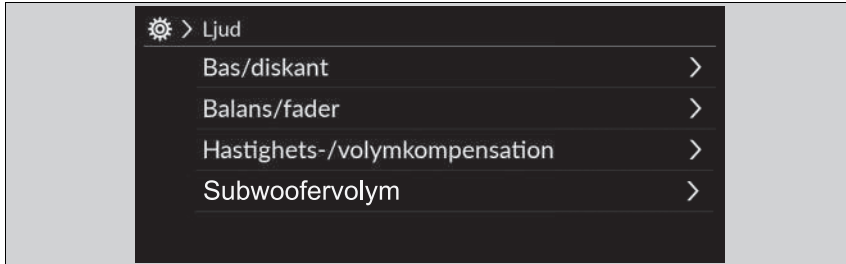 Ljud
Bas/diskant
Balans/fader
Hastighets-/volymkompensation
Subwoofervolym